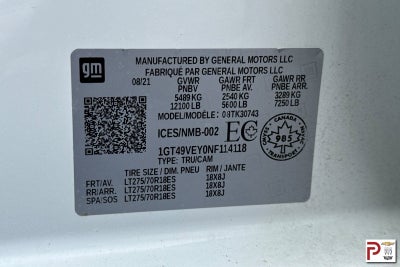 gm
MANUFACTURED BY GENERAL MOTORS LLC
FABRIQUÉ PAR GENERAL MOTORS LLC
08/21 GVWR GAWR FRT GAWR RR
PNBV PNBE AV. PNBE ARR.
5489 KG 2540 KG 3289 KG
12100 LB 5600 LB 7250 LB
MODEL/MODÈLE: 08TK30743
ICES/NMB-002 EC
CANADA
985
1GT49VEY0NF114118
TYPE: TRU/CAM
TIRE SIZE / DIM. PNEU RIM / JANTE
FRT/AV. LT275/70R18ES 18X8J
RR/ARR. LT275/70R18ES 18X8J
SPA/SOS LT275/70R18ES 18X8J
P